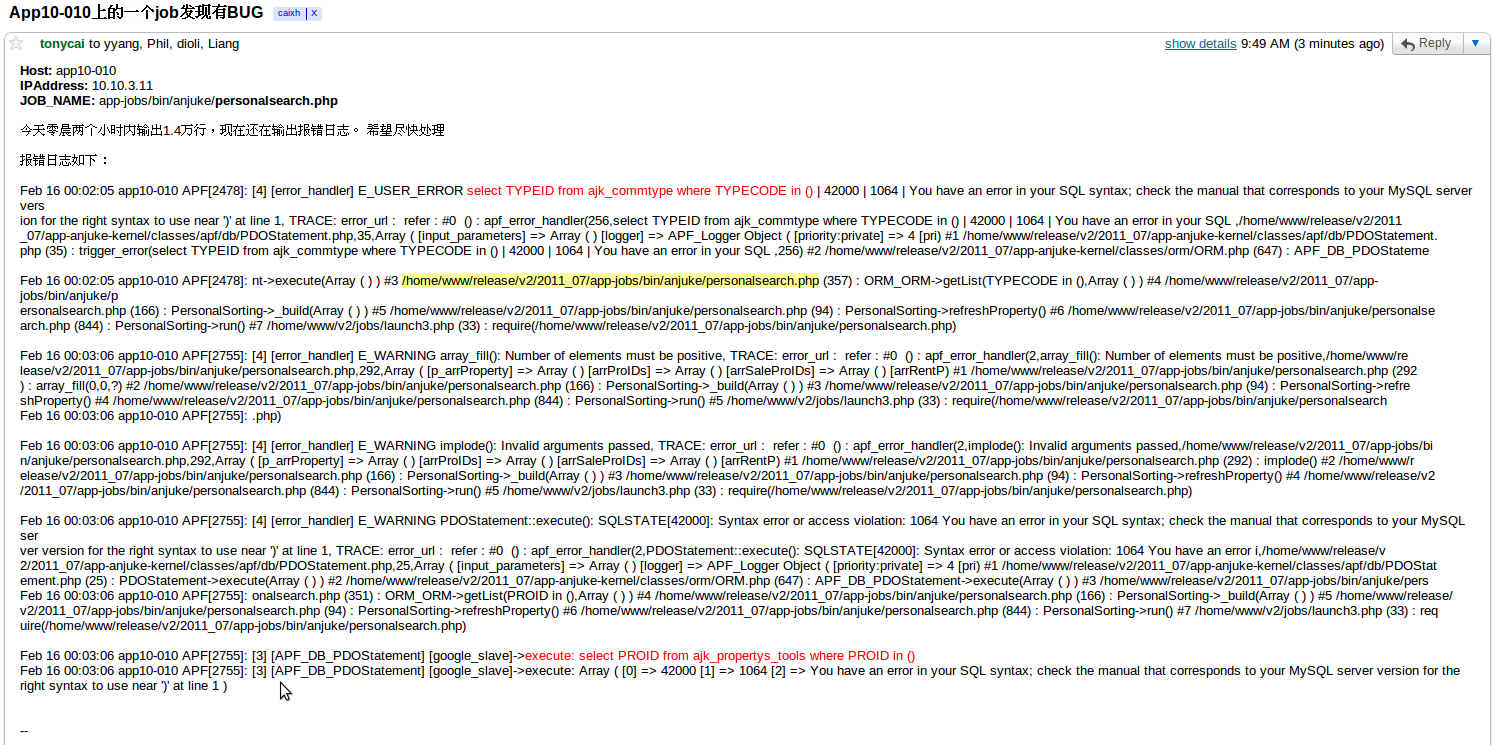 App10-010上的一个job发现有BUG caixh | X
tonycai to yyang, Phil, dioli, Liang show details 9:49 AM (3 minutes ago) Reply
Host: app10-010
IPAddress: 10.10.3.11
JOB_NAME: app-jobs/bin/anjuke/personalsearch.php
今天零晨两个小时内输出1.4万行，现在还在输出报错日志。 希望尽快处理
报错日志如下：
Feb 16 00:02:05 app10-010 APF[2478]: [4] [error_handler] E_USER_ERROR select TYPEID from ajk_commtype where TYPECODE in () | 42000 | 1064 | You have an error in your SQL syntax; check the manual that corresponds to your MySQL server
vers
ion for the right syntax to use near ')' at line 1, TRACE: error_url : refer : #0 () : apf_error_handler(256,select TYPEID from ajk_commtype where TYPECODE in () | 42000 | 1064 | You have an error in your SQL ,/home/www/release/v2/2011
_07/app-anjuke-kernel/classes/apf/db/PDOStatement.php,35,Array ( [input_parameters] => Array ( ) [logger] => APF_Logger Object ( [priority:private] => 4 [pri) #1 /home/www/release/v2/2011_07/app-anjuke-kernel/classes/apf/db/PDOStatement.
php (35) : trigger_error(select TYPEID from ajk_commtype where TYPECODE in () | 42000 | 1064 | You have an error in your SQL ,256) #2 /home/www/release/v2/2011_07/app-anjuke-kernel/classes/orm/ORM.php (647) : APF_DB_PDOStateme
Feb 16 00:02:05 app10-010 APF[2478]: nt->execute(Array ( ) ) #3 /home/www/release/v2/2011_07/app-jobs/bin/anjuke/personalsearch.php (357) : ORM_ORM->getList(TYPECODE in (),Array ( ) ) #4 /home/www/release/v2/2011_07/app-
jobs/bin/anjuke/p
ersonalsearch.php (166) : PersonalSorting->_build(Array ( ) ) #5 /home/www/release/v2/2011_07/app-jobs/bin/anjuke/personalsearch.php (94) : PersonalSorting->refreshProperty() #6 /home/www/release/v2/2011_07/app-jobs/bin/anjuke/personalse
arch.php (844) : PersonalSorting->run() #7 /home/www/v2/jobs/launch3.php (33) : require(/home/www/release/v2/2011_07/app-jobs/bin/anjuke/personalsearch.php)
Feb 16 00:03:06 app10-010 APF[2755]: [4] [error_handler] E_WARNING array_fill(): Number of elements must be positive, TRACE: error_url : refer : #0 () : apf_error_handler(2,array_fill(): Number of elements must be positive,/home/www/re
lease/v2/2011_07/app-jobs/bin/anjuke/personalsearch.php,292,Array ( [p_arrProperty] => Array ( ) [arrProIDs] => Array ( ) [arrSaleProIDs] => Array ( ) [arrRentP) #1 /home/www/release/v2/2011_07/app-jobs/bin/anjuke/personalsearch.php (292
) : array_fill(0,0,?) #2 /home/www/release/v2/2011_07/app-jobs/bin/anjuke/personalsearch.php (166) : PersonalSorting->_build(Array ( ) ) #3 /home/www/release/v2/2011_07/app-jobs/bin/anjuke/personalsearch.php (94) : PersonalSorting->refre
shProperty() #4 /home/www/release/v2/2011_07/app-jobs/bin/anjuke/personalsearch.php (844) : PersonalSorting->run() #5 /home/www/v2/jobs/launch3.php (33) : require(/home/www/release/v2/2011_07/app-jobs/bin/anjuke/personalsearch
Feb 16 00:03:06 app10-010 APF[2755]: .php)
Feb 16 00:03:06 app10-010 APF[2755]: [4] [error_handler] E_WARNING implode(): Invalid arguments passed, TRACE: error_url : refer : #0 () : apf_error_handler(2,implode(): Invalid arguments passed,/home/www/release/v2/2011_07/app-jobs/bi
n/anjuke/personalsearch.php,292,Array ( [p_arrProperty] => Array ( ) [arrProIDs] => Array ( ) [arrSaleProIDs] => Array ( ) [arrRentP) #1 /home/www/release/v2/2011_07/app-jobs/bin/anjuke/personalsearch.php (292) : implode() #2 /home/www/r
elease/v2/2011_07/app-jobs/bin/anjuke/personalsearch.php (166) : PersonalSorting->_build(Array ( ) ) #3 /home/www/release/v2/2011_07/app-jobs/bin/anjuke/personalsearch.php (94) : PersonalSorting->refreshProperty() #4 /home/www/release/v2
/2011_07/app-jobs/bin/anjuke/personalsearch.php (844) : PersonalSorting->run() #5 /home/www/v2/jobs/launch3.php (33) : require(/home/www/release/v2/2011_07/app-jobs/bin/anjuke/personalsearch.php)
Feb 16 00:03:06 app10-010 APF[2755]: [4] [error_handler] E_WARNING PDOStatement::execute(): SQLSTATE[42000]: Syntax error or access violation: 1064 You have an error in your SQL syntax; check the manual that corresponds to your MySQL
ser
ver version for the right syntax to use near ')' at line 1, TRACE: error_url : refer : #0 () : apf_error_handler(2,PDOStatement::execute(): SQLSTATE[42000]: Syntax error or access violation: 1064 You have an error i,/home/www/release/v
2/2011_07/app-anjuke-kernel/classes/apf/db/PDOStatement.php,25,Array ( [input_parameters] => Array ( ) [logger] => APF_Logger Object ( [priority:private] => 4 [pri) #1 /home/www/release/v2/2011_07/app-anjuke-kernel/classes/apf/db/PDOStat
ement.php (25) : PDOStatement->execute(Array ( ) ) #2 /home/www/release/v2/2011_07/app-anjuke-kernel/classes/orm/ORM.php (647) : APF_DB_PDOStatement->execute(Array ( ) ) #3 /home/www/release/v2/2011_07/app-jobs/bin/anjuke/pers
Feb 16 00:03:06 app10-010 APF[2755]: onalsearch.php (351) : ORM_ORM->getList(PROID in (),Array ( ) ) #4 /home/www/release/v2/2011_07/app-jobs/bin/anjuke/personalsearch.php (166) : PersonalSorting->_build(Array ( ) ) #5 /home/www/release/
v2/2011_07/app-jobs/bin/anjuke/personalsearch.php (94) : PersonalSorting->refreshProperty() #6 /home/www/release/v2/2011_07/app-jobs/bin/anjuke/personalsearch.php (844) : PersonalSorting->run() #7 /home/www/v2/jobs/launch3.php (33) : req
uire(/home/www/release/v2/2011_07/app-jobs/bin/anjuke/personalsearch.php)
Feb 16 00:03:06 app10-010 APF[2755]: [3] [APF_DB_PDOStatement] [google_slave]->execute: select PROID from ajk_propertys_tools where PROID in ()
Feb 16 00:03:06 app10-010 APF[2755]: [3] [APF_DB_PDOStatement] [google_slave]->execute: Array ( [0] => 42000 [1] => 1064 [2] => You have an error in your SQL syntax; check the manual that corresponds to your MySQL server version for the
right syntax to use near ')' at line 1 )
--